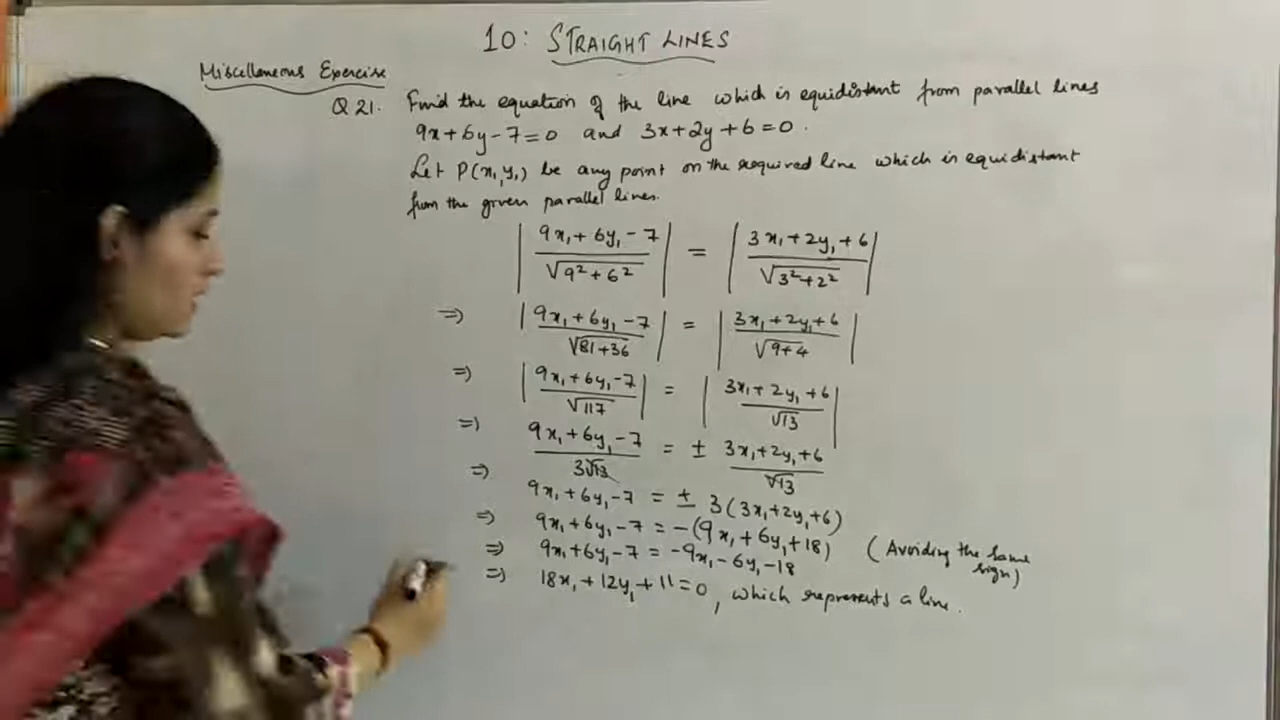 10: STRAIGHT LINES
Miscellaneous Exercise
Q21. Find the equation of the line which is equidistant from parallel lines
9x+6y-7=0 and 3x+2y+6=0.
Let P(x₁,y₁) be any point on the required line which is equidistant
from the given parallel lines.
|(9x₁+6y₁-7)/√(9²+6²)| = |(3x₁+2y₁+6)/√(3²+2²)|
⇒ |(9x₁+6y₁-7)/√(81+36)| = |(3x₁+2y₁+6)/√(9+4)|
⇒ |(9x₁+6y₁-7)/√117| = |(3x₁+2y₁+6)/√13|
⇒ (9x₁+6y₁-7)/(3√13) = ± (3x₁+2y₁+6)/√13
⇒ 9x₁+6y₁-7 = ± 3(3x₁+2y₁+6)
⇒ 9x₁+6y₁-7 = -(9x₁+6y₁+18) (Avoiding the same sign)
⇒ 9x₁+6y₁-7 = -9x₁-6y₁-18
⇒ 18x₁+12y₁+11=0, which represents a line.